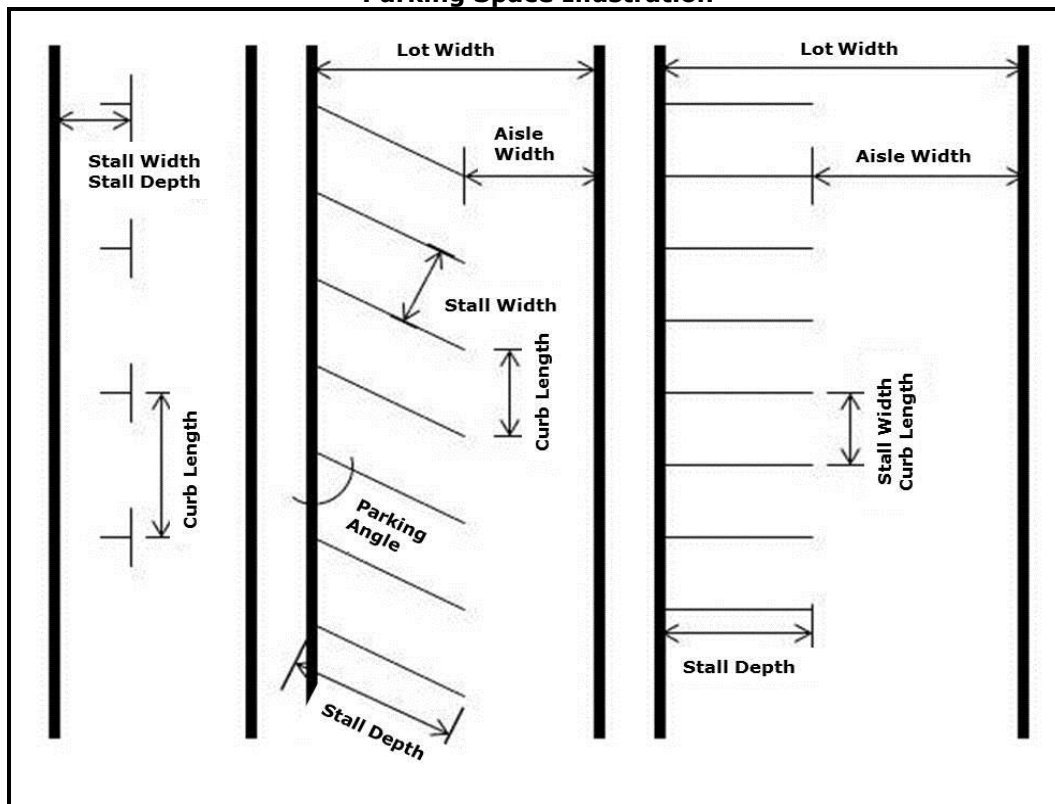 Parking Space Illustration
Lot Width
Lot Width
Stall Width
Stall Depth
Aisle
Width
Aisle Width
Stall Width
Curb Length
Stall Width
Curb Length
Curb Length
Parking
Angle
Stall Depth
Stall Depth